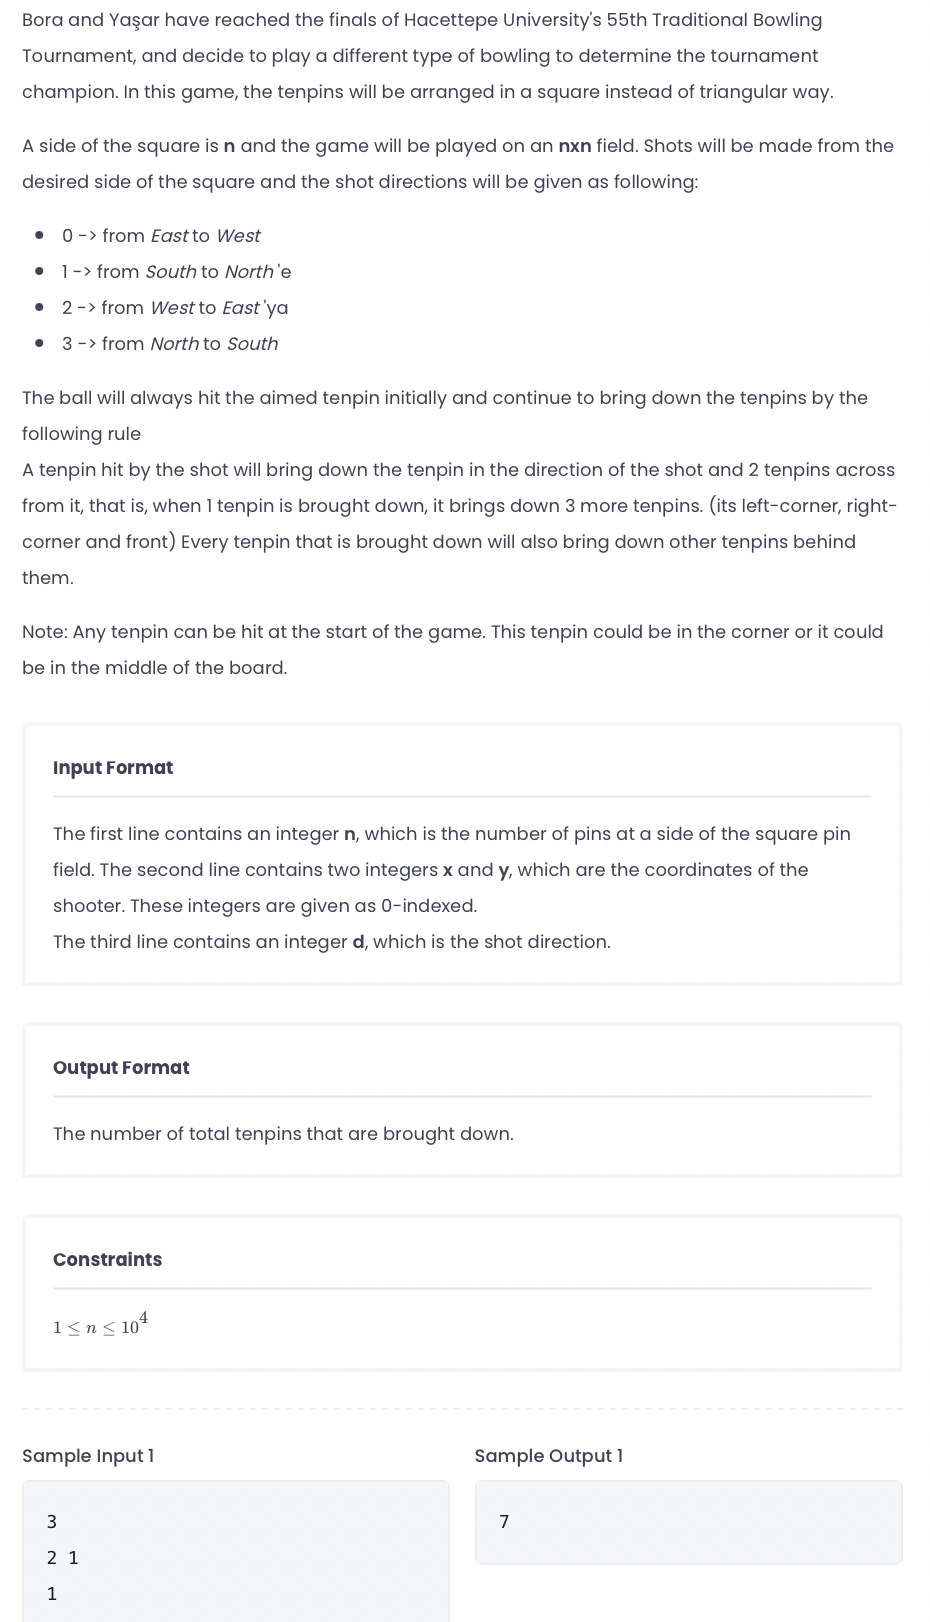 Bora and Yaşar have reached the finals of Hacettepe University's 55th Traditional Bowling
Tournament, and decide to play a different type of bowling to determine the tournament
champion. In this game, the tenpins will be arranged in a square instead of triangular way.
A side of the square is n and the game will be played on an nxn field. Shots will be made from the
desired side of the square and the shot directions will be given as following:
• 0 -> from East to West
• 1 -> from South to North 'e
• 2 -> from West to East 'ya
• 3 -> from North to South
The ball will always hit the aimed tenpin initially and continue to bring down the tenpins by the
following rule
A tenpin hit by the shot will bring down the tenpin in the direction of the shot and 2 tenpins across
from it, that is, when 1 tenpin is brought down, it brings down 3 more tenpins. (its left-corner, right-
corner and front) Every tenpin that is brought down will also bring down other tenpins behind
them.
Note: Any tenpin can be hit at the start of the game. This tenpin could be in the corner or it could
be in the middle of the board.
Input Format
The first line contains an integer n, which is the number of pins at a side of the square pin
field. The second line contains two integers x and y, which are the coordinates of the
shooter. These integers are given as 0-indexed.
The third line contains an integer d, which is the shot direction.
Output Format
The number of total tenpins that are brought down.
Constraints
1 ≤ n ≤ 10^4
Sample Input 1
3
2 1
1
Sample Output 1
7